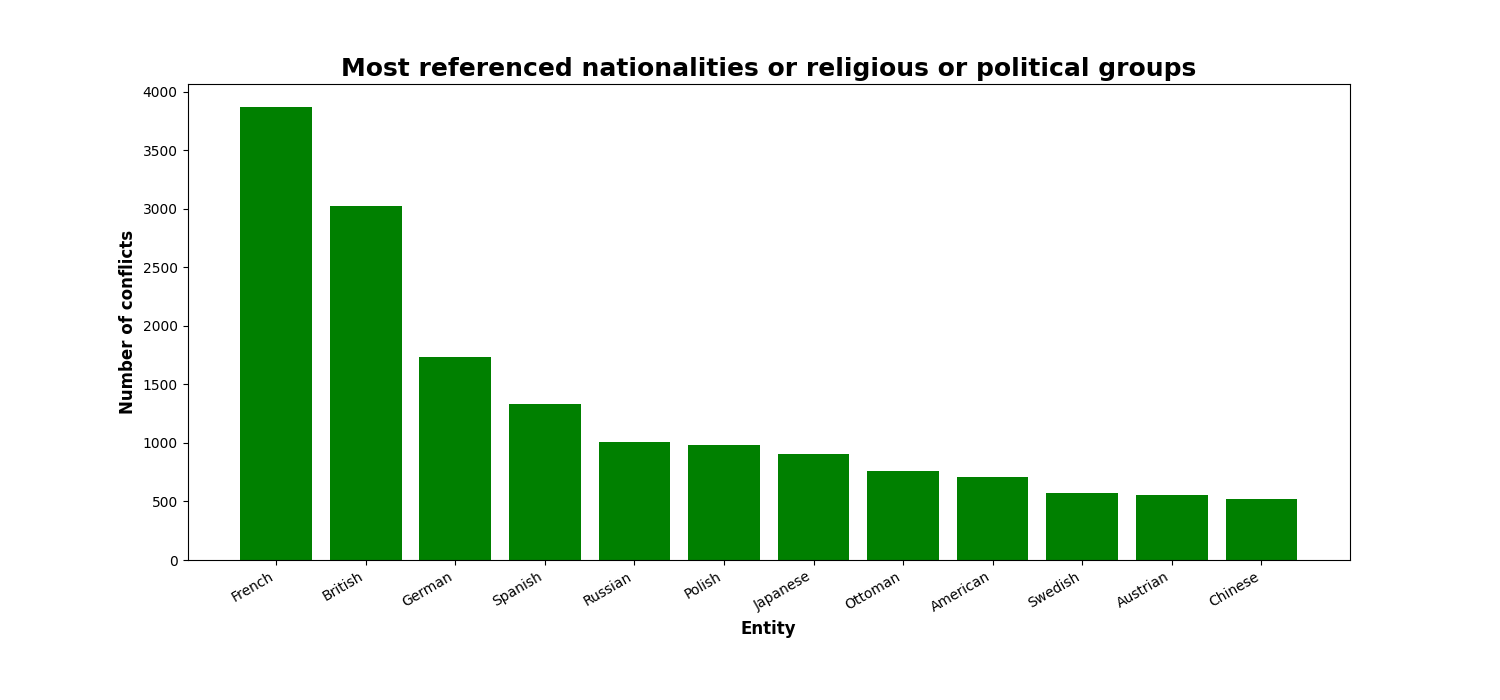 Most referenced nationalities or religious or political groups
4000
3500
3000
2500
2000
1500
1000
500
0
Number of conflicts
French
British
German
Spanish
Russian
Polish
Japanese
Ottoman
American
Swedish
Austrian
Chinese
Entity